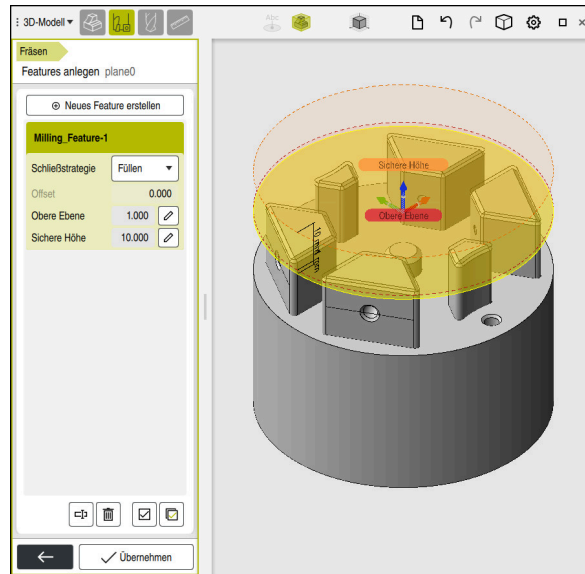 3D-Modell
Abc
Fräsen
Features anlegen plane0
Neues Feature erstellen
Milling_Feature-1
Schließstrategie Füllen
Offset 0.000
Obere Ebene 1.000
Sichere Höhe 10.000
Übernehmen
Sichere Höhe
Obere Ebene